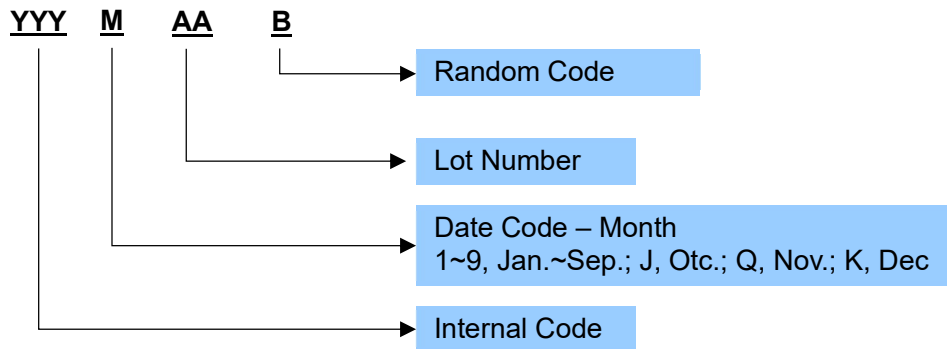 YYY M AA B
Random Code
Lot Number
Date Code – Month
1~9, Jan.~Sep.; J, Otc.; Q, Nov.; K, Dec
Internal Code